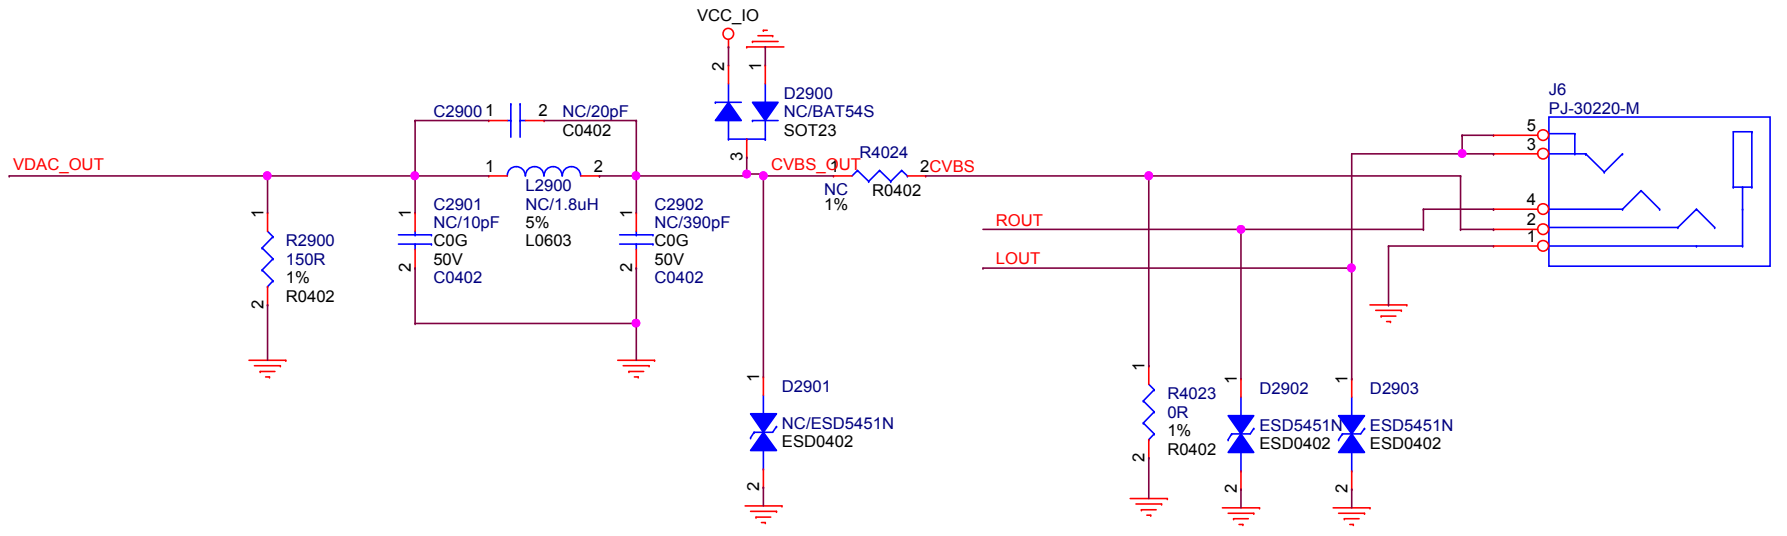 VCC_IO
2
1
D2900
NC/BAT54S
SOT23
3
C2900
1
2
NC/20pF
C0402
VDAC_OUT
1
2
L2900
NC/1.8uH
5%
L0603
CVBS_OUT
R4024
1
2
CVBS
NC
1%
R0402
1
R2900
150R
1%
R0402
2
1
C2901
NC/10pF
C0G
50V
C0402
2
1
C2902
NC/390pF
C0G
50V
C0402
2
1
D2901
NC/ESD5451N
ESD0402
2
ROUT
LOUT
1
R4023
0R
1%
R0402
2
1
D2902
ESD5451N
ESD0402
2
1
D2903
ESD5451N
ESD0402
2
J6
PJ-30220-M
5
3
4
2
1